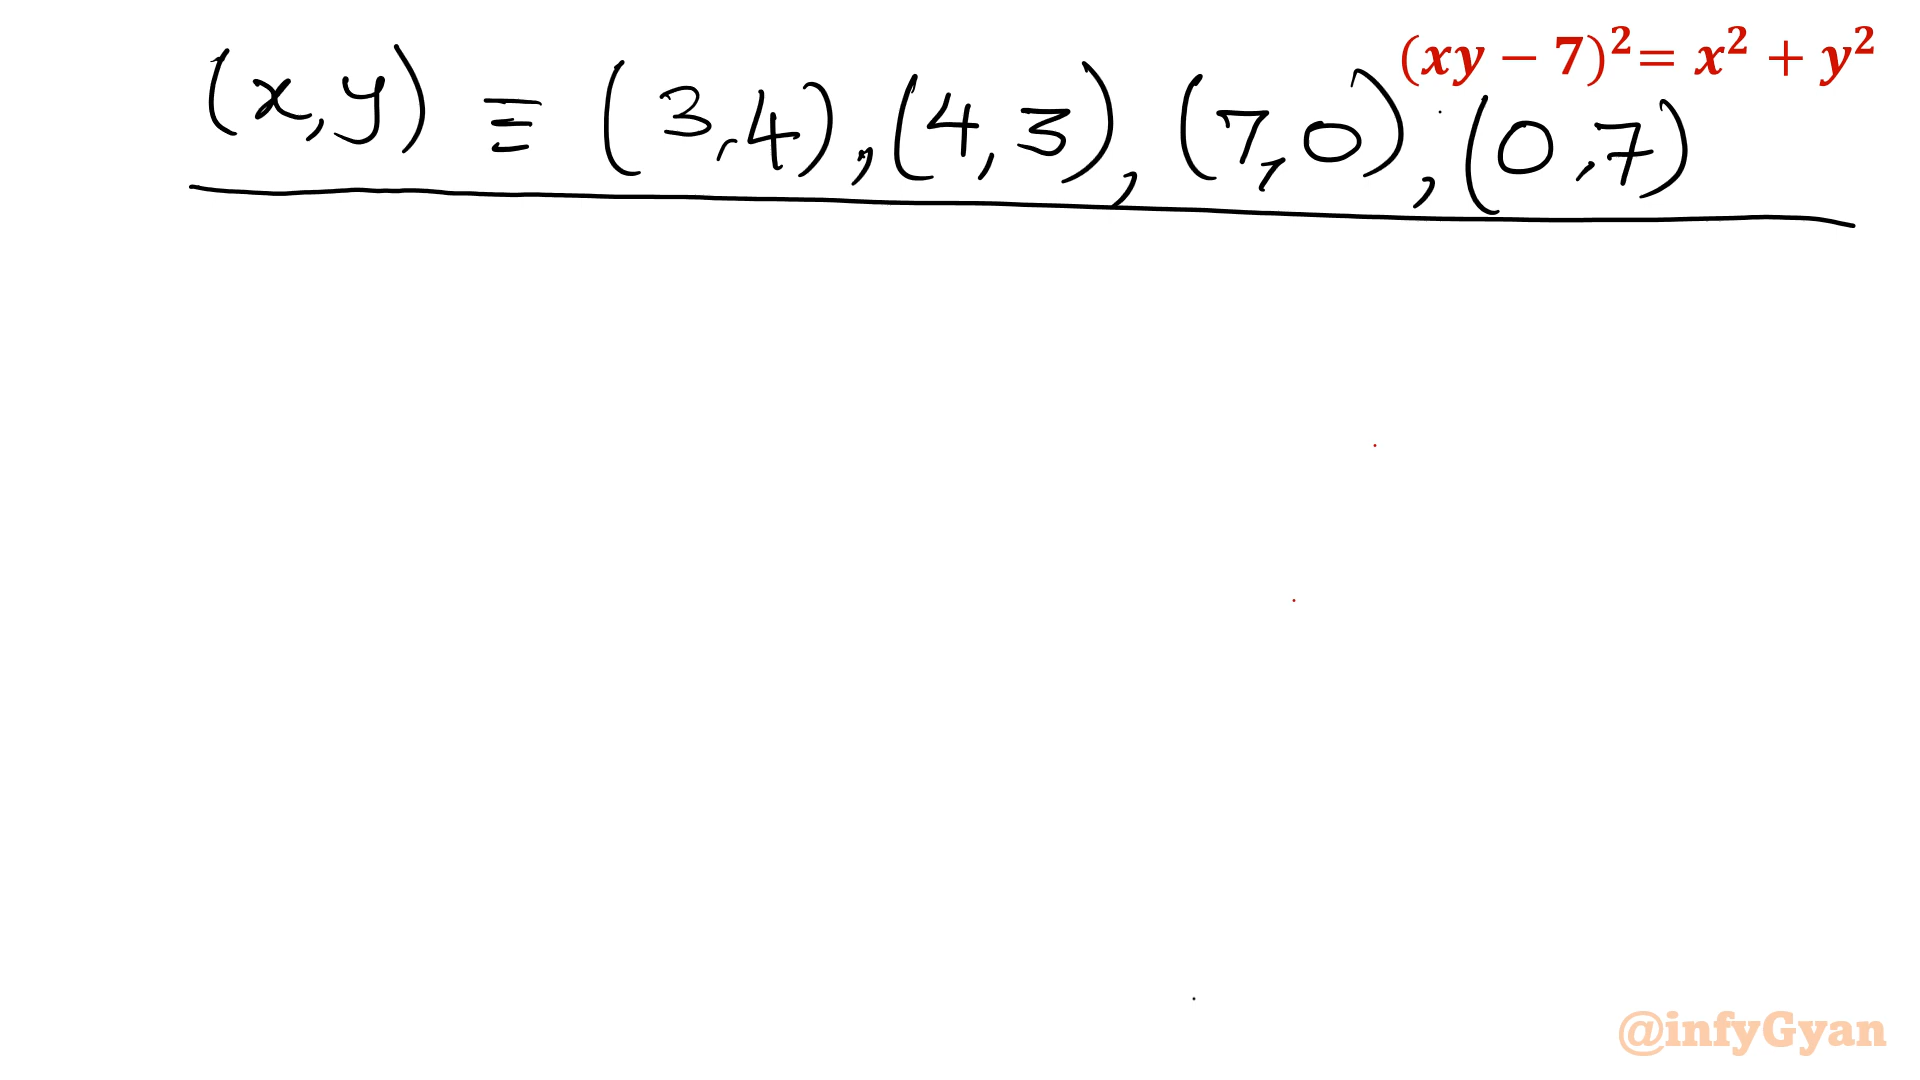 (xy − 7)² = x² + y²
(x, y) ≡ (3, 4), (4, 3), (7, 0), (0, 7)
@infyGyan